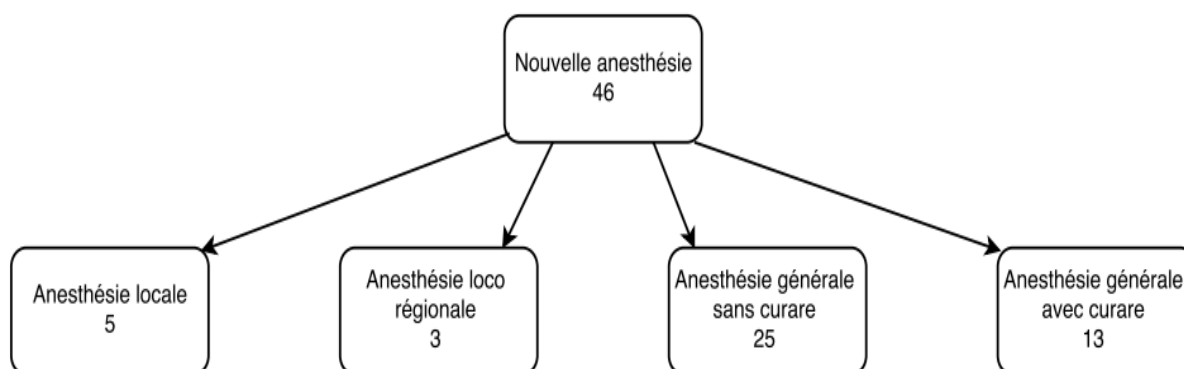 Nouvelle anesthésie
46
Anesthésie locale
5
Anesthésie loco
régionale
3
Anesthésie générale
sans curare
25
Anesthésie générale
avec curare
13